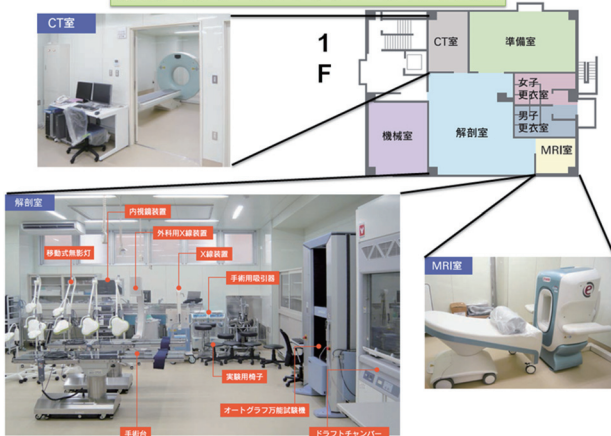 CT室
1
F
CT室
準備室
女子
更衣室
男子
更衣室
機械室
解剖室
MRI室
解剖室
内視鏡装置
外科用X線装置
移動式無影灯
X線装置
手術用吸引器
実験用椅子
オートグラフ万能試験機
手術台
ドラフトチャンバー
MRI室
e